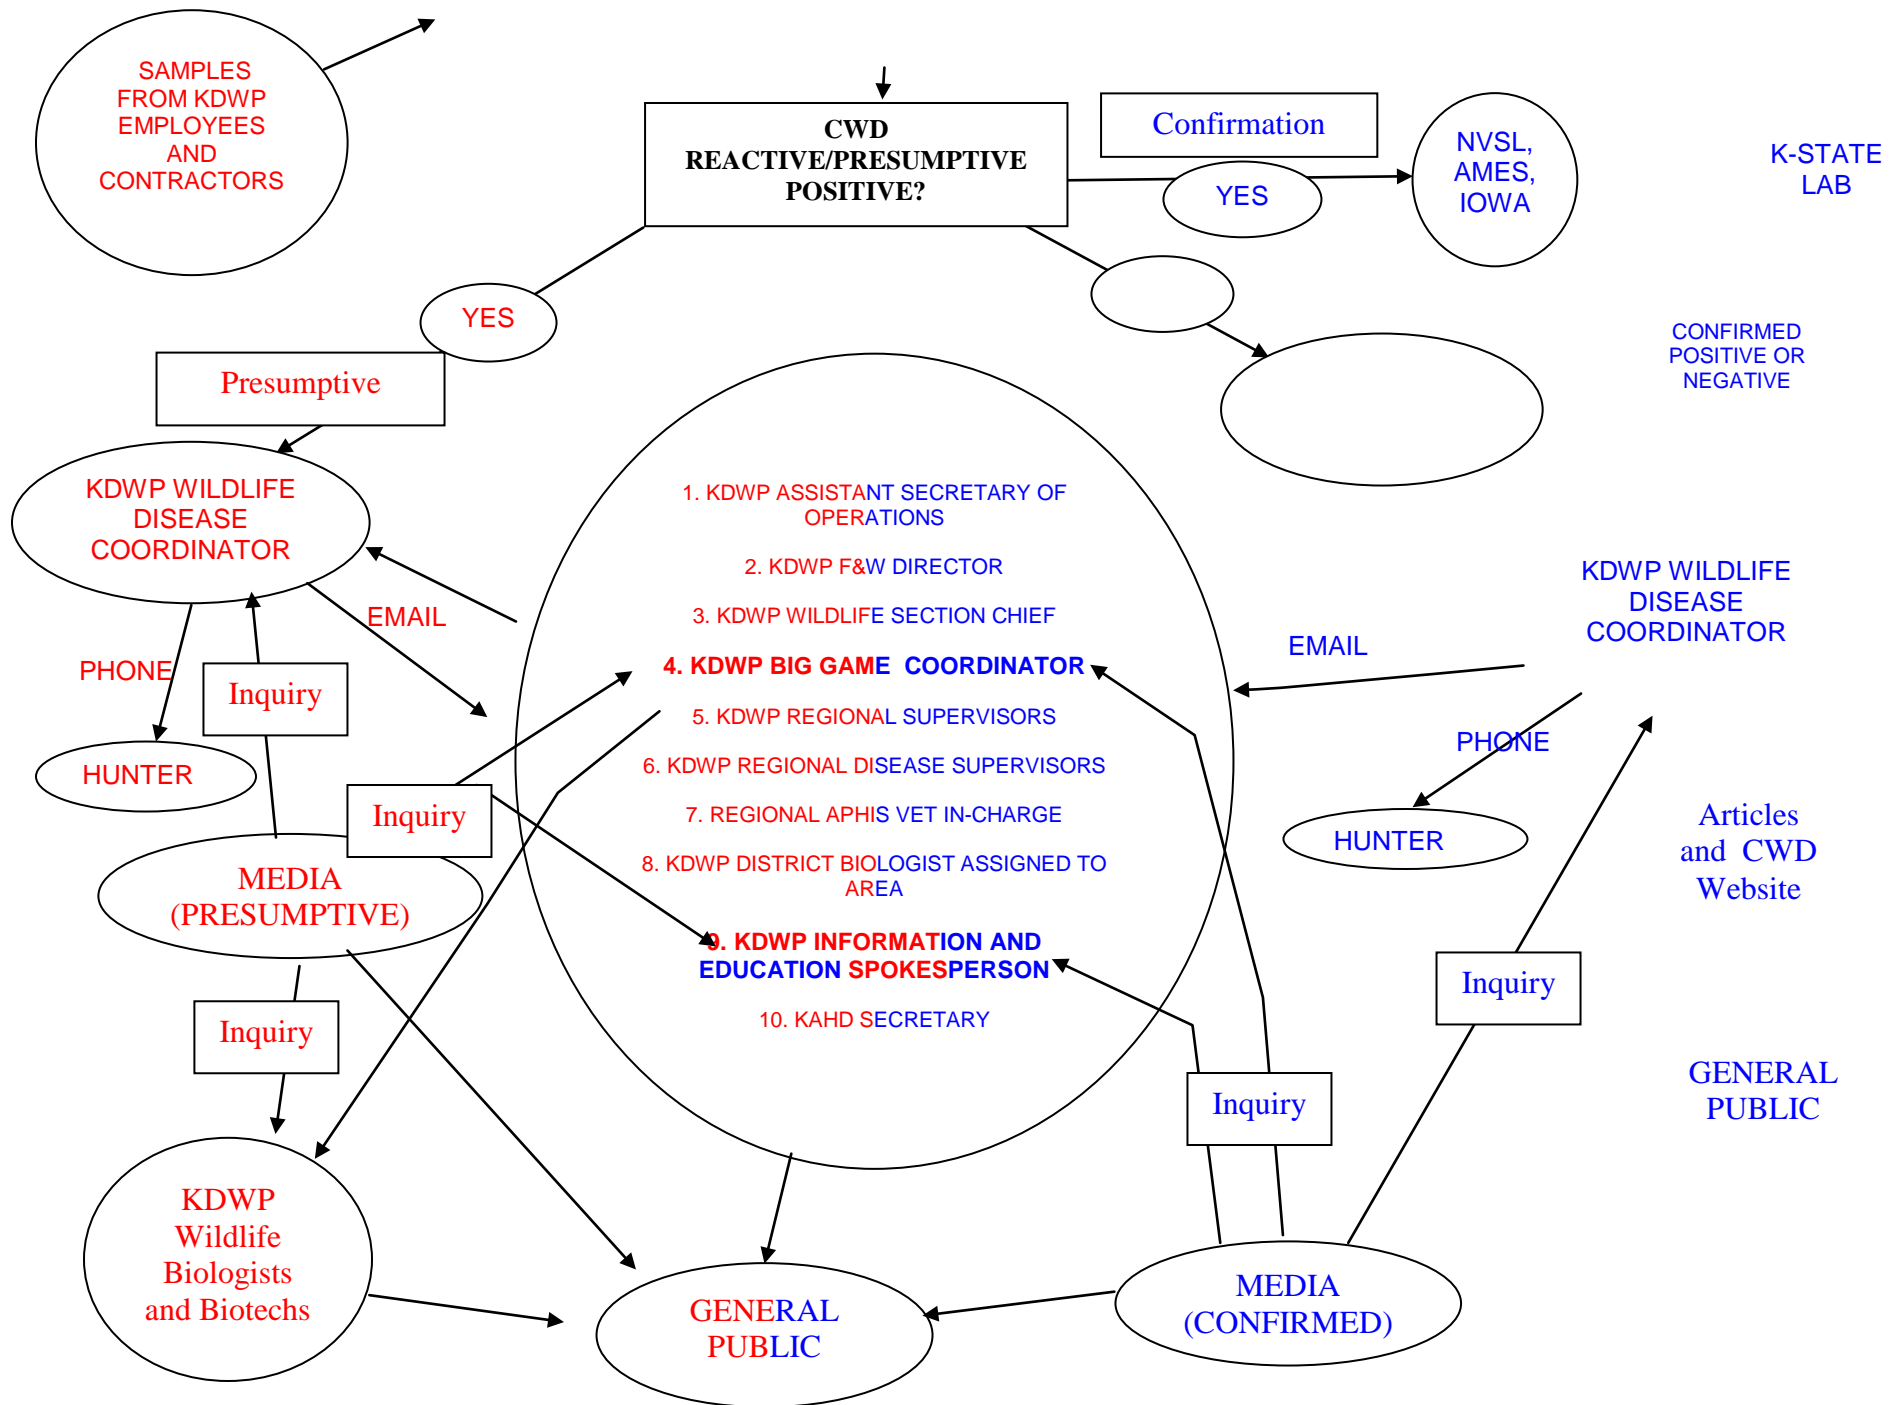 SAMPLES
FROM KDWP
EMPLOYEES
AND
CONTRACTORS
CWD
REACTIVE/PRESUMPTIVE
POSITIVE?
Confirmation
YES
NVSL,
AMES,
IOWA
K-STATE
LAB
YES
Presumptive
CONFIRMED
POSITIVE OR
NEGATIVE
KDWP WILDLIFE
DISEASE
COORDINATOR
EMAIL
PHONE
Inquiry
HUNTER
Inquiry
MEDIA
(PRESUMPTIVE)
Inquiry
KDWP
Wildlife
Biologists
and Biotechs
1. KDWP ASSISTANT SECRETARY OF
OPERATIONS
2. KDWP F&W DIRECTOR
3. KDWP WILDLIFE SECTION CHIEF
4. KDWP BIG GAME COORDINATOR
5. KDWP REGIONAL SUPERVISORS
6. KDWP REGIONAL DISEASE SUPERVISORS
7. REGIONAL APHIS VET IN-CHARGE
8. KDWP DISTRICT BIOLOGIST ASSIGNED TO
AREA
9. KDWP INFORMATION AND
EDUCATION SPOKESPERSON
10. KAHD SECRETARY
KDWP WILDLIFE
DISEASE
COORDINATOR
EMAIL
PHONE
HUNTER
Articles
and CWD
Website
Inquiry
GENERAL
PUBLIC
Inquiry
MEDIA
(CONFIRMED)
GENERAL
PUBLIC